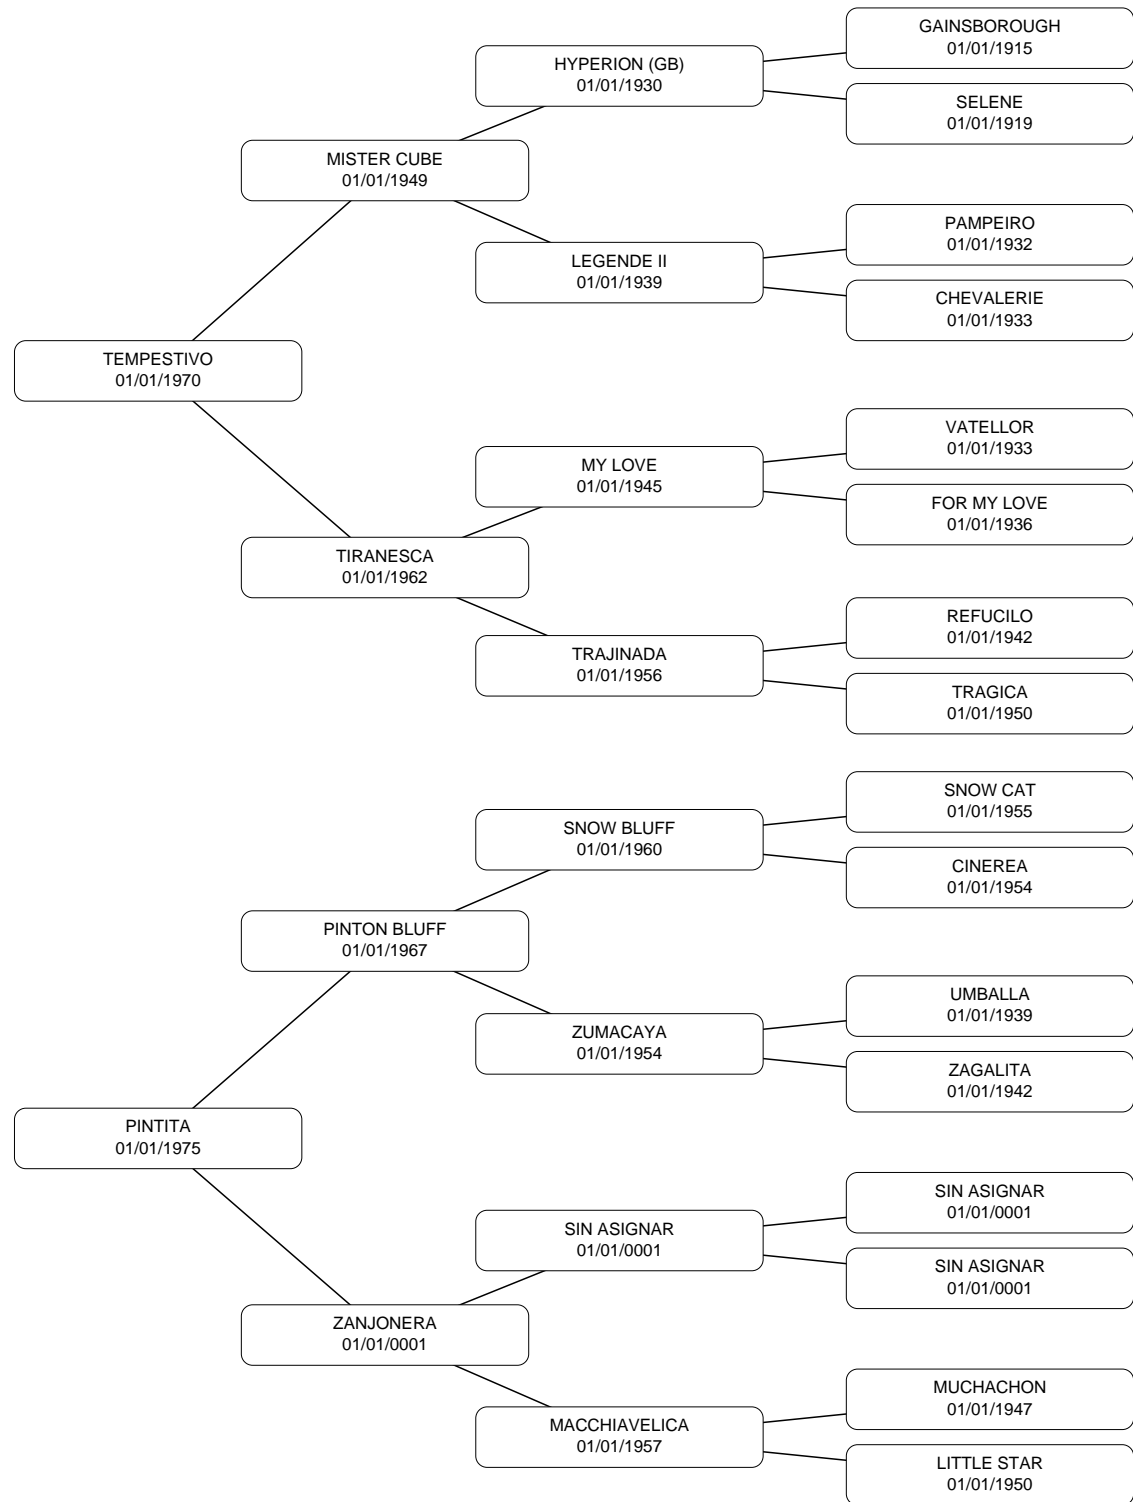 GAINSBOROUGH
01/01/1915
HYPERION (GB)
01/01/1930
SELENE
01/01/1919
MISTER CUBE
01/01/1949
PAMPEIRO
01/01/1932
LEGENDE II
01/01/1939
CHEVALERIE
01/01/1933
TEMPESTIVO
01/01/1970
VATELLOR
01/01/1933
MY LOVE
01/01/1945
FOR MY LOVE
01/01/1936
TIRANESCA
01/01/1962
REFUCILO
01/01/1942
TRAJINADA
01/01/1956
TRAGICA
01/01/1950
SNOW CAT
01/01/1955
SNOW BLUFF
01/01/1960
CINEREA
01/01/1954
PINTON BLUFF
01/01/1967
UMBALLA
01/01/1939
ZUMACAYA
01/01/1954
ZAGALITA
01/01/1942
PINTITA
01/01/1975
SIN ASIGNAR
01/01/0001
SIN ASIGNAR
01/01/0001
SIN ASIGNAR
01/01/0001
ZANJONERA
01/01/0001
MUCHACHON
01/01/1947
MACCHIAVELICA
01/01/1957
LITTLE STAR
01/01/1950